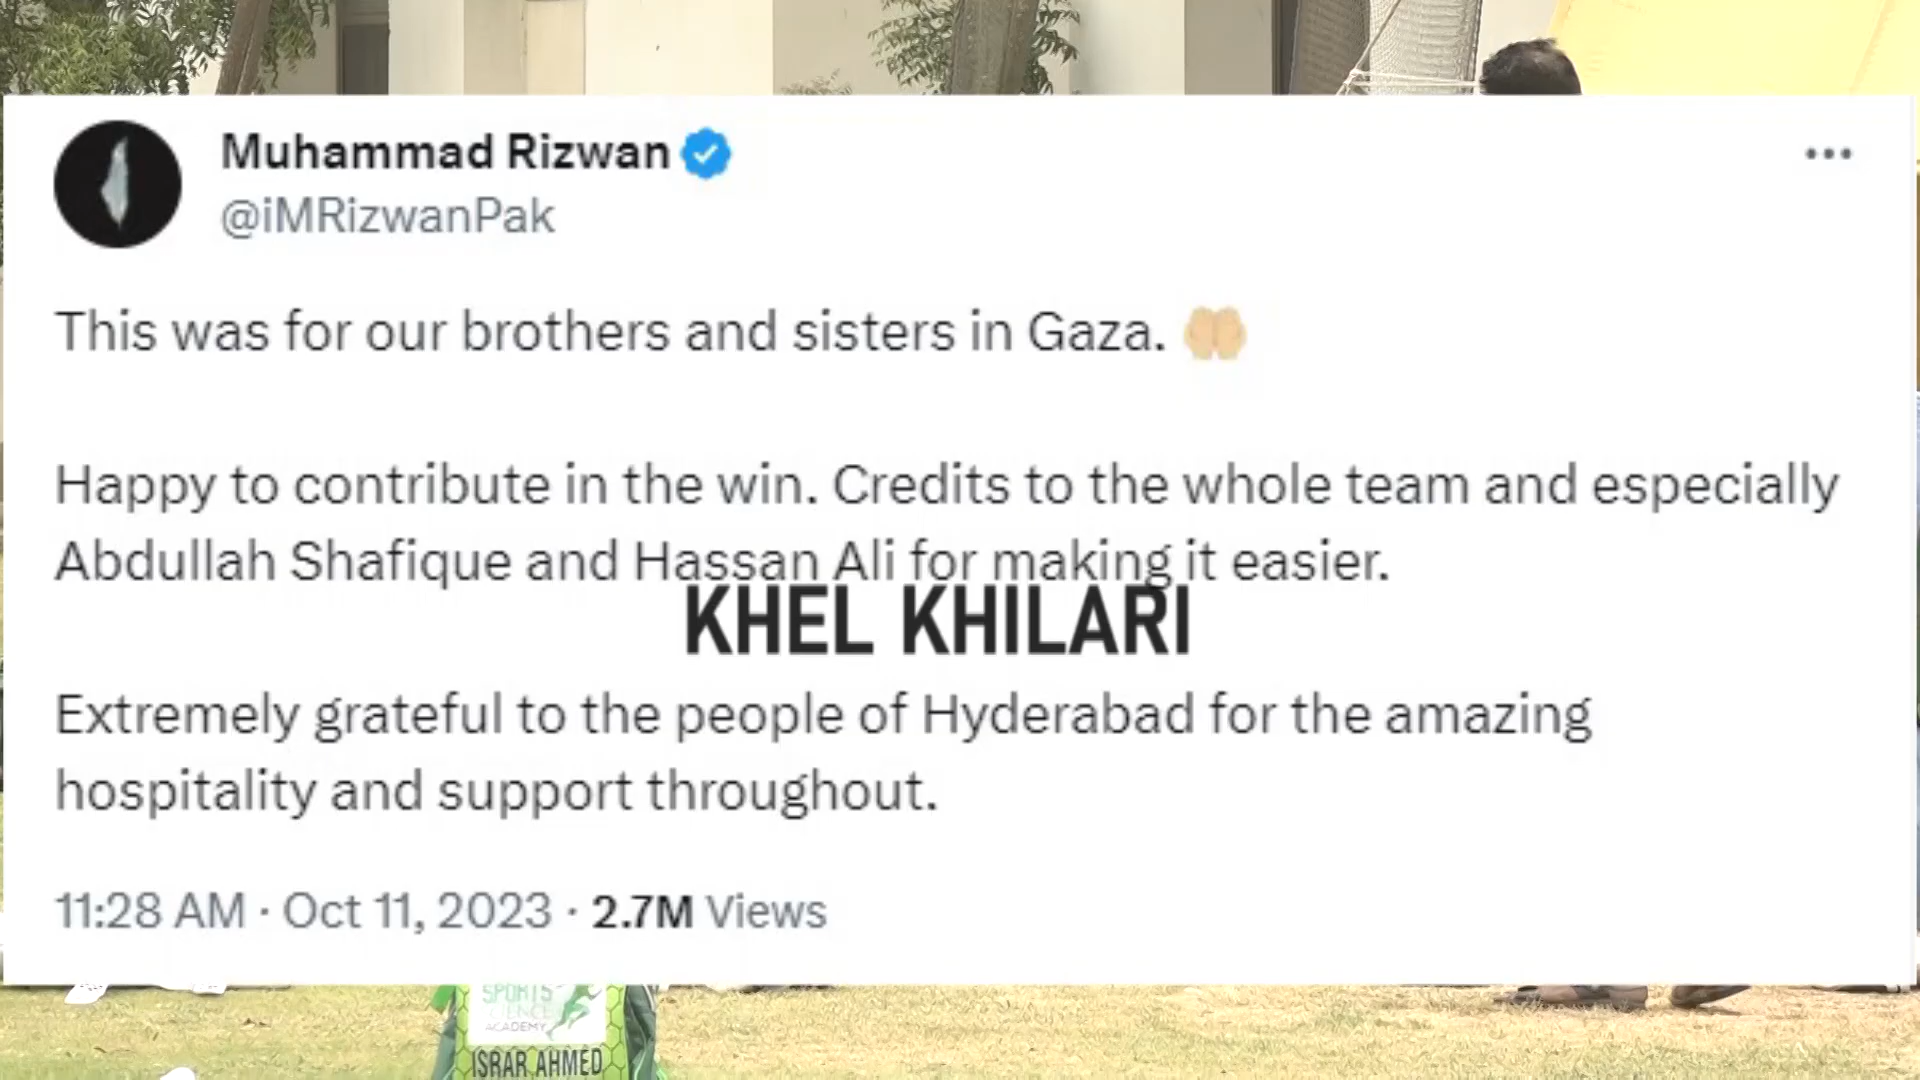 Muhammad Rizwan
@iMRizwanPak
This was for our brothers and sisters in Gaza.
Happy to contribute in the win. Credits to the whole team and especially
Abdullah Shafique and Hassan Ali for making it easier.
KHEL KHILARI
Extremely grateful to the people of Hyderabad for the amazing
hospitality and support throughout.
11:28 AM · Oct 11, 2023 · 2.7M Views
SPORTS
SCIENCE
ACADEMY
ISRAR AHMED